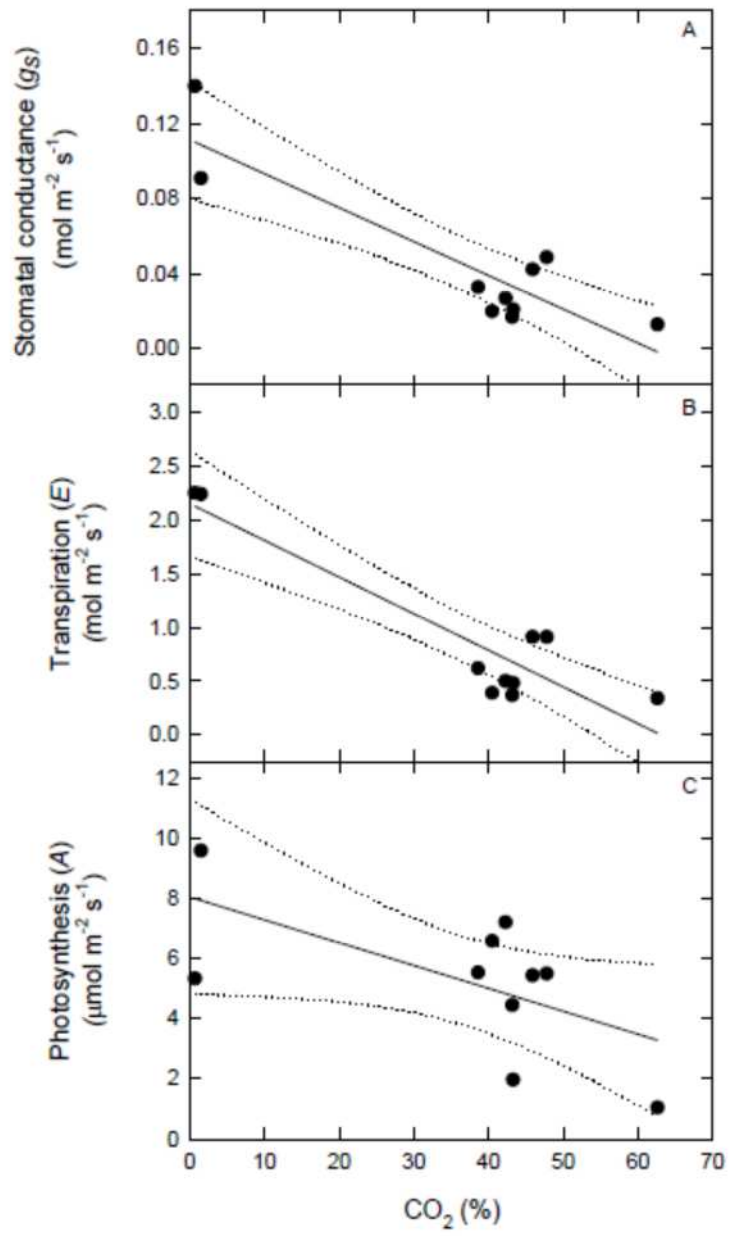 A
Stomatal conductance (gs)
(mol m-2 s-1)
0.16
0.12
0.08
0.04
0.00
B
Transpiration (E)
(mol m-2 s-1)
3.0
2.5
2.0
1.5
1.0
0.5
0.0
C
Photosynthesis (A)
(µmol m-2 s-1)
12
10
8
6
4
2
0
0 10 20 30 40 50 60 70
CO2 (%)